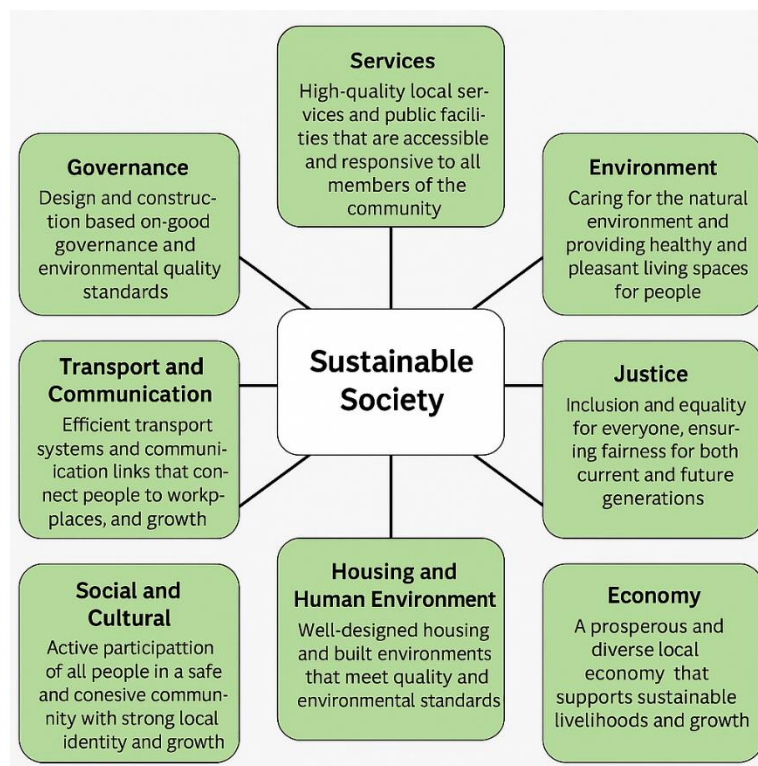 Services
High-quality local ser-
vices and public facili-
ties that are accessible
and responsive to all
members of the
community
Governance
Design and construc-
tion based on-good
governance and
environmental quality
standards
Environment
Caring for the natural
environment and
providing healthy and
pleasant living spaces
for people
Sustainable
Society
Transport and
Communication
Efficient transport
systems and communi-
ication links that con-
nect people to workp-
places, and growth
Justice
Inclusion and equality
for everyone, ensur-
ing fairness for both
current and future
generations
Social and
Cultural
Active participattion
of all people in a safe
and conesive commu-
nity with strong local
identity and growth
Housing and
Human Environment
Well-designed housing
and built environments
that meet quality and
environmental standards
Economy
A prosperous and
diverse local
economy that
supports sustainable
livelihoods and growth